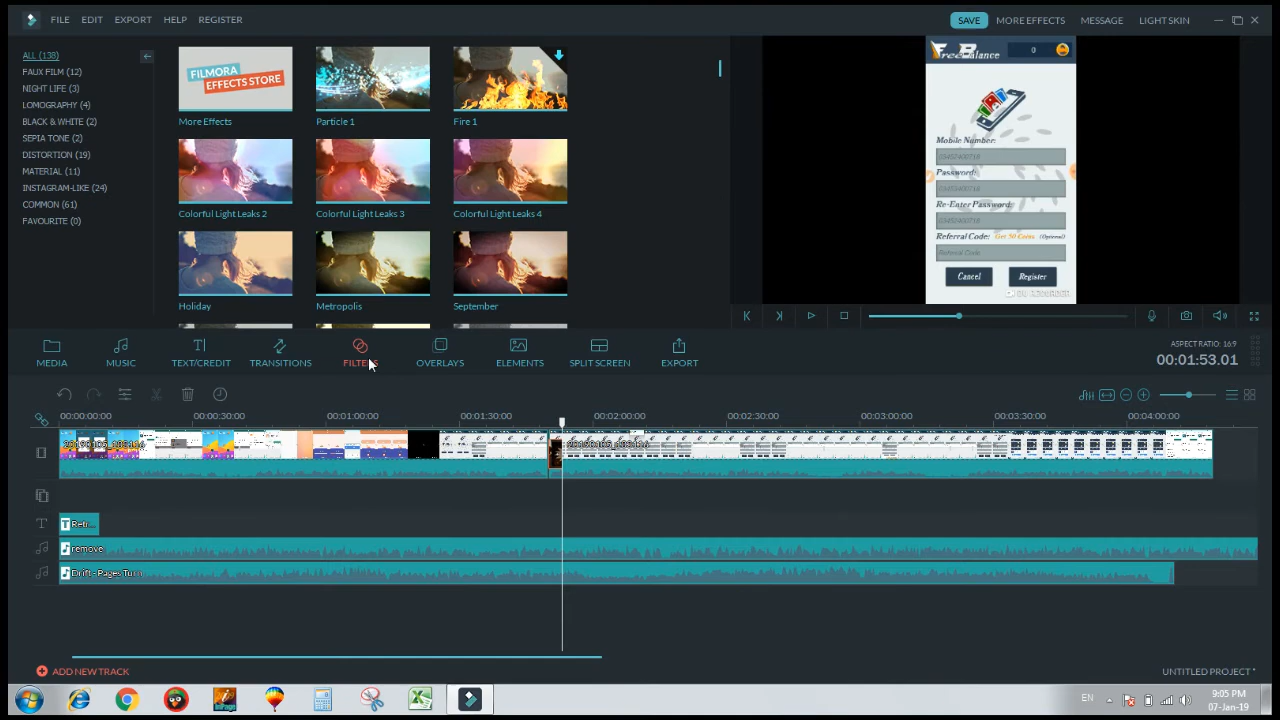 FILE EDIT EXPORT HELP REGISTER
SAVE MORE EFFECTS MESSAGE LIGHT SKIN
ALL (138)
FAUX FILM (12)
NIGHT LIFE (3)
LOMOGRAPHY (4)
BLACK & WHITE (2)
SEPIA TONE (2)
DISTORTION (19)
MATERIAL (11)
INSTAGRAM-LIKE (24)
COMMON (61)
FAVOURITE (0)
FILMORA
EFFECTS STORE
More Effects
Particle 1
Fire 1
Colorful Light Leaks 2
Colorful Light Leaks 3
Colorful Light Leaks 4
Holiday
Metropolis
September
Free Balance
0
Mobile Number:
Password:
Re-Enter Password:
Referral Code: Get 50 Coins (Optional)
Referral Code
Cancel Register
DU RECORDER
MEDIA MUSIC TEXT/CREDIT TRANSITIONS FILTERS OVERLAYS ELEMENTS SPLIT SCREEN EXPORT
ASPECT RATIO: 16:9
00:01:53.01
00:00:00:00 00:00:30:00 00:01:00:00 00:01:30:00 00:02:00:00 00:02:30:00 00:03:00:00 00:03:30:00 00:04:00:00
T Retr...
remove
Drift - Pages Turn
ADD NEW TRACK
UNTITLED PROJECT *
EN
9:05 PM
07-Jan-19